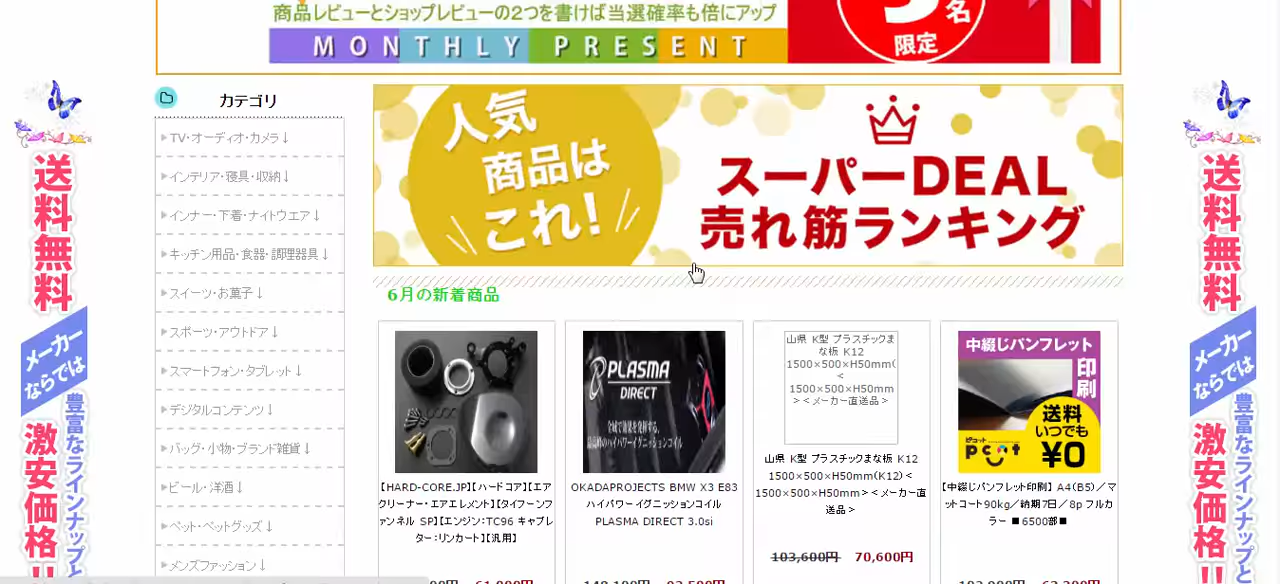 商品レビューとショップレビューの2つを書けば当選確率も倍にアップ
MONTHLY PRESENT
名
限定
送料無料
メーカー
ならでは
豊富なラインナップと
激安価格!!
カテゴリ
TV・オーディオ・カメラ↓
インテリア・寝具・収納↓
インナー・下着・ナイトウエア↓
キッチン用品・食器・調理器具↓
スイーツ・お菓子↓
スポーツ・アウトドア↓
スマートフォン・タブレット↓
デジタルコンテンツ↓
バッグ・小物・ブランド雑貨↓
ビール・洋酒↓
ペット・ペットグッズ↓
メンズファッション↓
人気
商品は
これ!
スーパーDEAL
売れ筋ランキング
6月の新着商品
PLASMA
DIRECT
山県 K型 プラスチックまな板 K12
1500×500×H50mm(
<
1500×500×H50mm
><メーカー直送品>
中綴じパンフレット
印刷
送料
いつでも
¥0
ピコット
【HARD-CORE.JP】【ハードコア】【エア
クリーナー・エアエレメント】【タイフーンフ
ァンネル SP】【エンジン:TC96 キャブレ
ター:リンカート】【汎用】
OKADAPROJECTS BMW X3 E83
ハイパワーイグニッションコイル
PLASMA DIRECT 3.0si
山県 K型 プラスチックまな板 K12
1500×500×H50mm(K12)<
1500×500×H50mm><メーカー直
送品>
103,600円 70,600円
【中綴じパンフレット印刷】 A4(B5)/マ
ットコート90kg/納期7日/8p フルカ
ラー ■6500部■
送料無料
メーカー
ならでは
豊富なラインナップと
激安価格!!